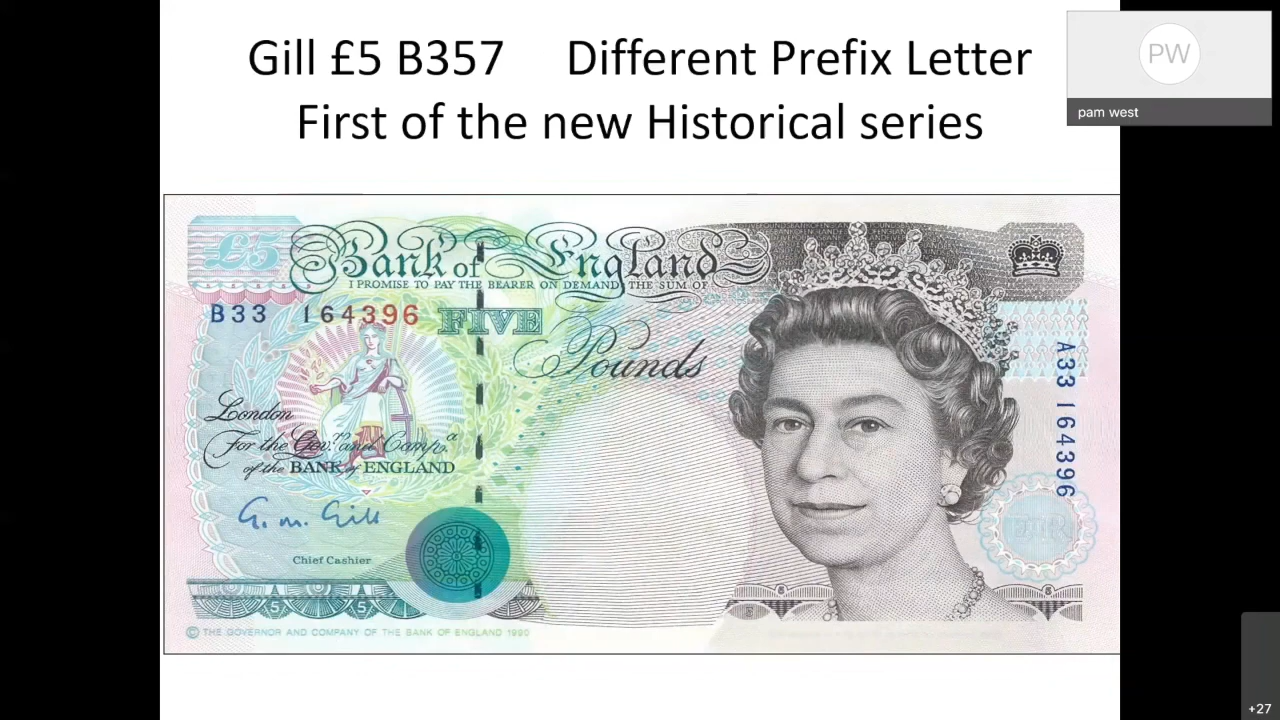 Gill £5 B357 Different Prefix Letter
First of the new Historical series
PW
pam west
£5
Bank of England
I PROMISE TO PAY THE BEARER ON DEMAND THE SUM OF
B33 164396 FIVE
Pounds
A33 164396
London
For the Gov.r and Comp.a
of the BANK of ENGLAND
G. M. Gill
Chief Cashier
5 5
© THE GOVERNOR AND COMPANY OF THE BANK OF ENGLAND 1990
+27